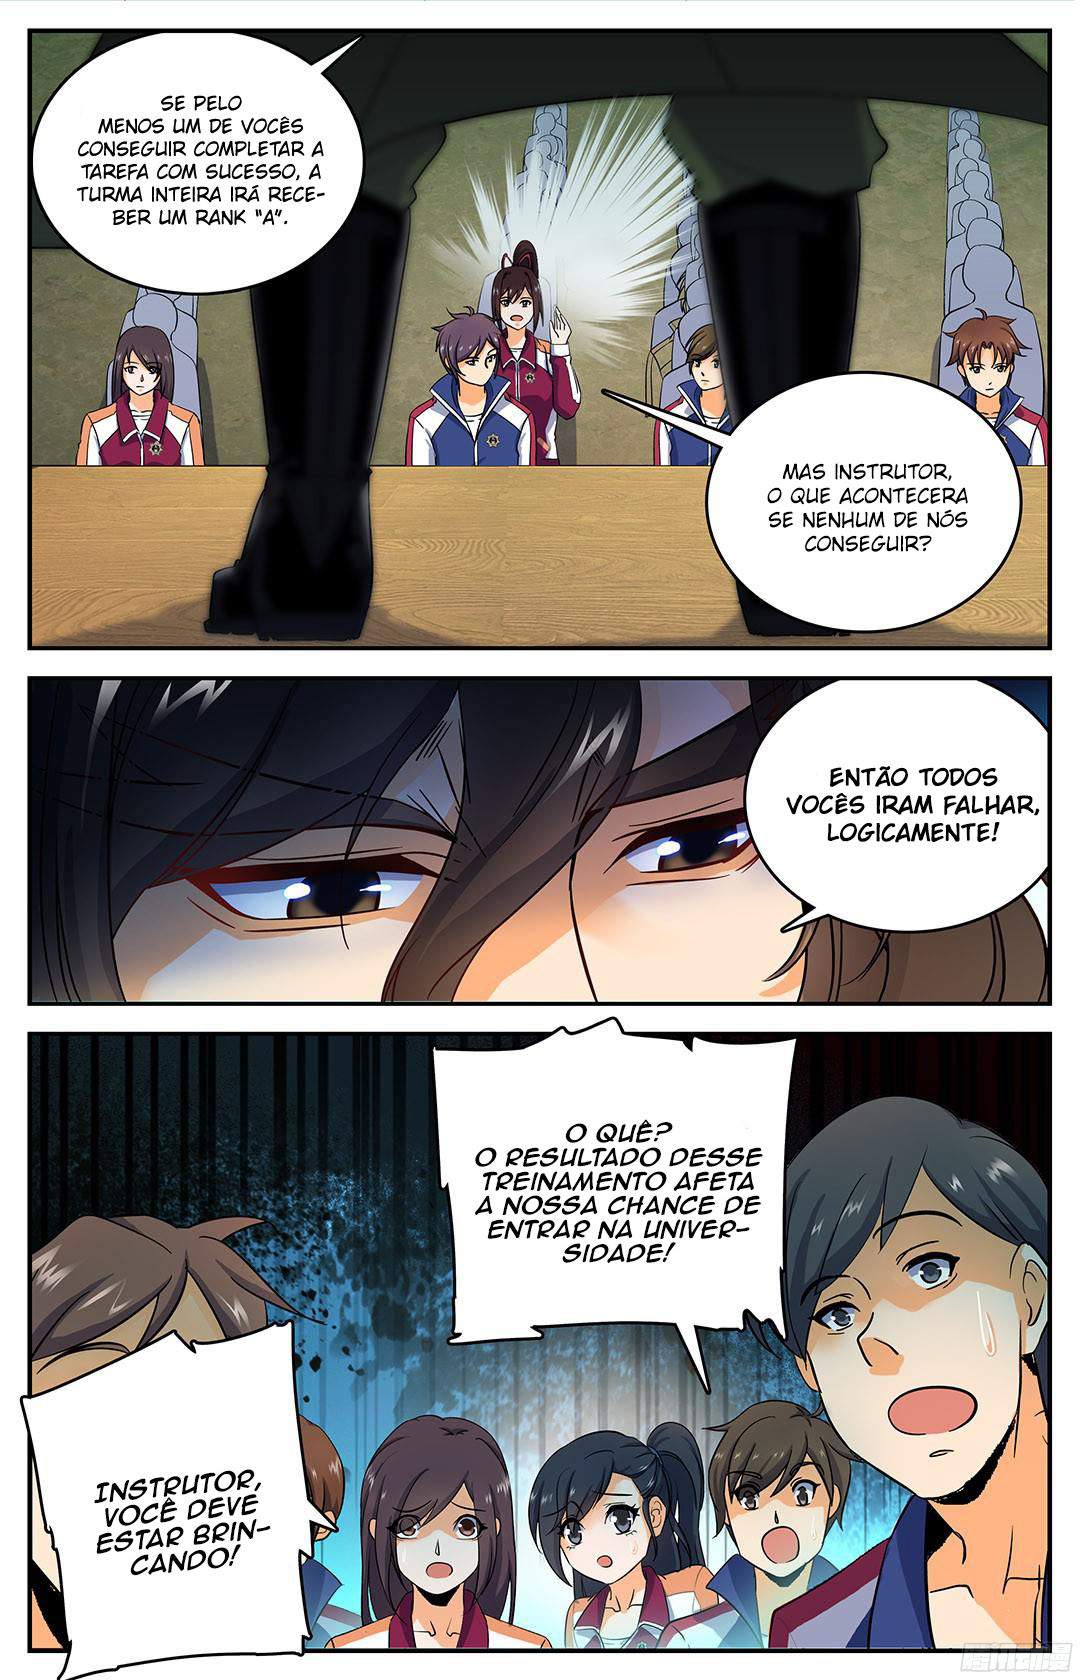 SE PELO
MENOS UM DE VOCÊS
CONSEGUIR COMPLETAR A
TAREFA COM SUCESSO, A
TURMA INTEIRA IRÁ RECE-
BER UM RANK "A".
MAS INSTRUTOR,
O QUE ACONTECERA
SE NENHUM DE NÓS
CONSEGUIR?
ENTÃO TODOS
VOCÊS IRAM FALHAR,
LOGICAMENTE!
O QUÊ?
O RESULTADO DESSE
TREINAMENTO AFETA
A NOSSA CHANCE DE
ENTRAR NA UNIVER-
SIDADE!
INSTRUTOR,
VOCÊ DEVE
ESTAR BRIN-
CANDO!